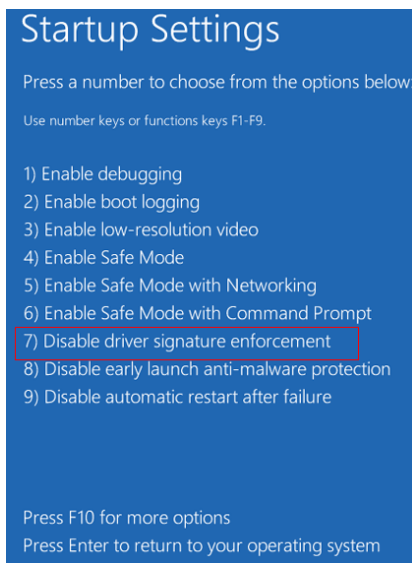 Startup Settings
Press a number to choose from the options below:
Use number keys or functions keys F1-F9.
1) Enable debugging
2) Enable boot logging
3) Enable low-resolution video
4) Enable Safe Mode
5) Enable Safe Mode with Networking
6) Enable Safe Mode with Command Prompt
7) Disable driver signature enforcement
8) Disable early launch anti-malware protection
9) Disable automatic restart after failure
Press F10 for more options
Press Enter to return to your operating system